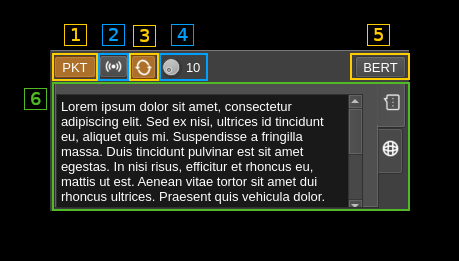 1 2 3 4 5
PKT 10 BERT
6
Lorem ipsum dolor sit amet, consectetur
adipiscing elit. Sed ex nisi, ultrices id tincidunt
eu, aliquet quis mi. Suspendisse a fringilla
massa. Duis tincidunt pulvinar est sit amet
egestas. In nisi risus, efficitur et rhoncus eu,
mattis ut est. Aenean vitae tortor sit amet dui
rhoncus ultrices. Praesent quis vehicula dolor.